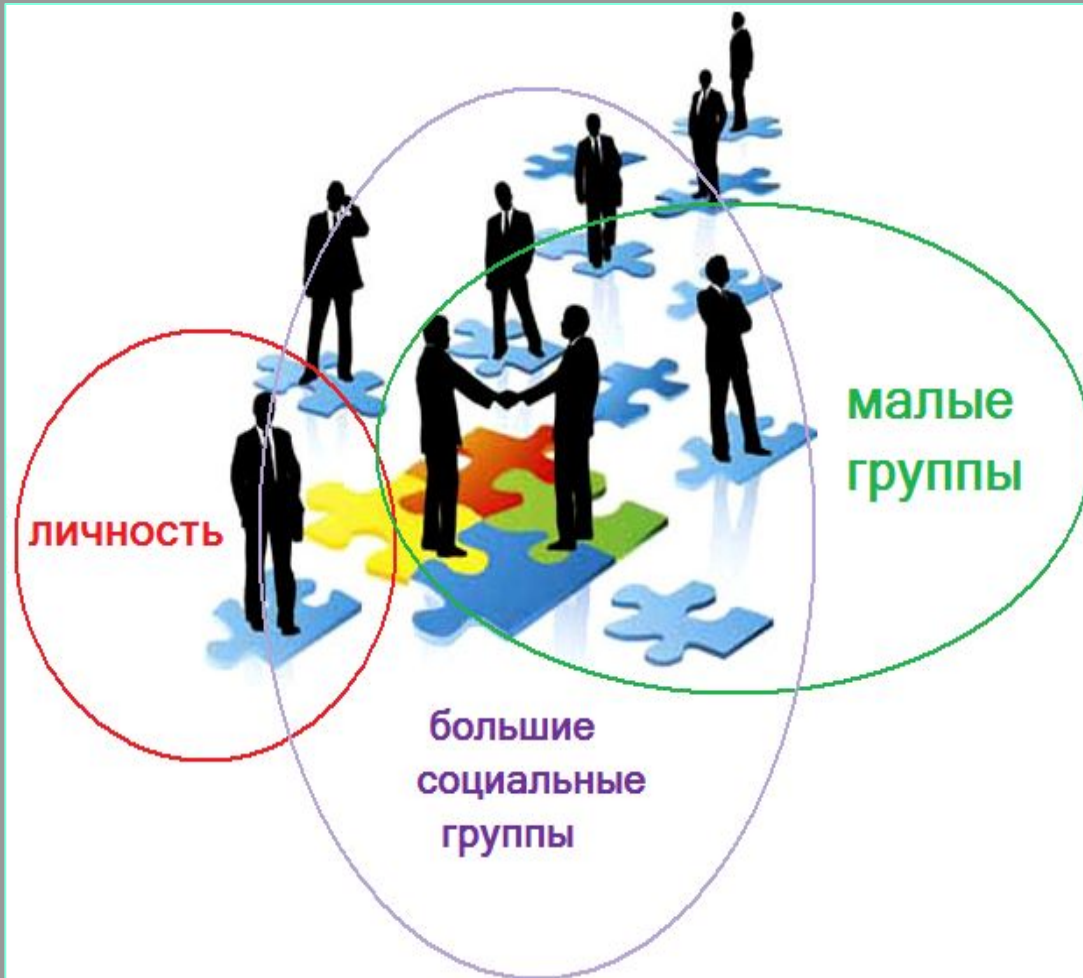 малые
группы
личность
большие
социальные
группы